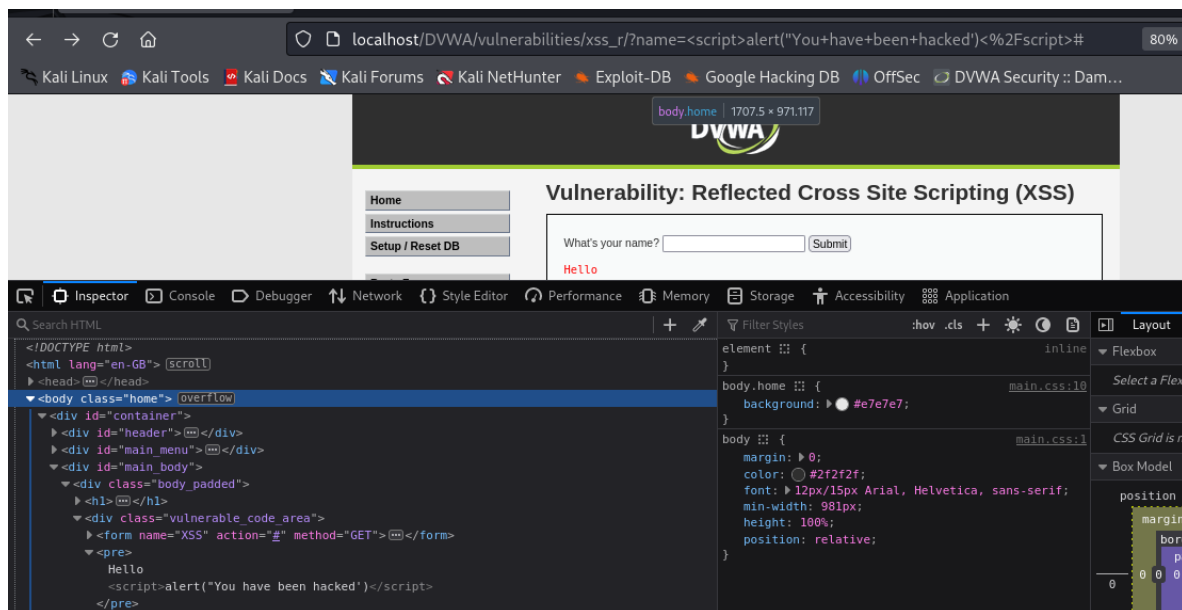 localhost/DVWA/vulnerabilities/xss_r/?name=<script>alert("You+have+been+hacked')<%2Fscript># 80%
Kali Linux Kali Tools Kali Docs Kali Forums Kali NetHunter Exploit-DB Google Hacking DB OffSec DVWA Security :: Dam...
body.home 1707.5 × 971.117
DVWA
Vulnerability: Reflected Cross Site Scripting (XSS)
Home
Instructions
Setup / Reset DB
What's your name? Submit
Hello
Inspector Console Debugger Network Style Editor Performance Memory Storage Accessibility Application
Search HTML
<!DOCTYPE html>
<html lang="en-GB"> scroll
<head></head>
<body class="home"> overflow
<div id="container">
<div id="header"></div>
<div id="main_menu"></div>
<div id="main_body">
<div class="body_padded">
<h1></h1>
<div class="vulnerable_code_area">
<form name="XSS" action="#" method="GET"></form>
<pre>
Hello
<script>alert("You have been hacked')</script>
</pre>
Filter Styles :hov .cls
element { inline
}
body.home { main.css:10
background: #e7e7e7;
}
body { main.css:1
margin: 0;
color: #2f2f2f;
font: 12px/15px Arial, Helvetica, sans-serif;
min-width: 981px;
height: 100%;
position: relative;
}
Layout
Flexbox
Select a Flex
Grid
CSS Grid is
Box Model
position
margin
0 0 0
0